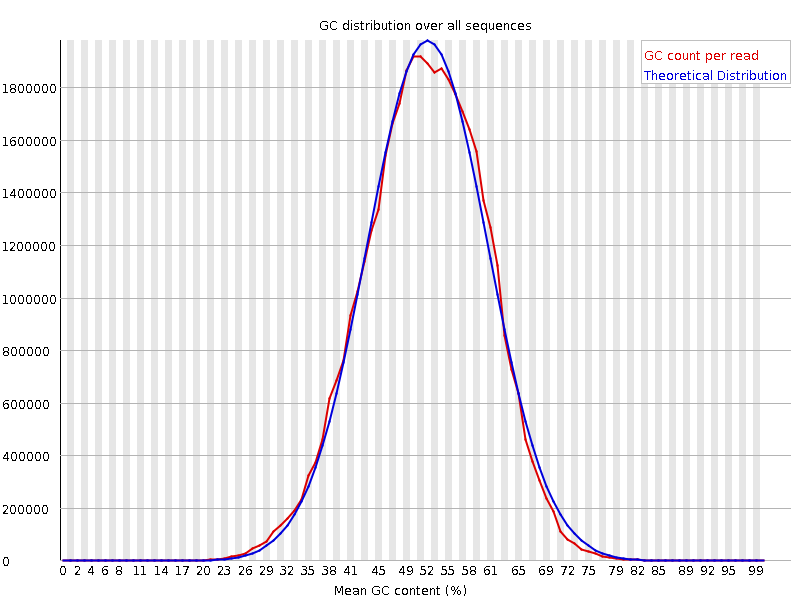 GC distribution over all sequences
GC count per read
Theoretical Distribution
1800000
1600000
1400000
1200000
1000000
800000
600000
400000
200000
0
0 2 4 6 8 11 14 17 20 23 26 29 32 35 38 41 45 49 52 55 58 61 65 69 72 75 79 82 85 89 92 95 99
Mean GC content (%)